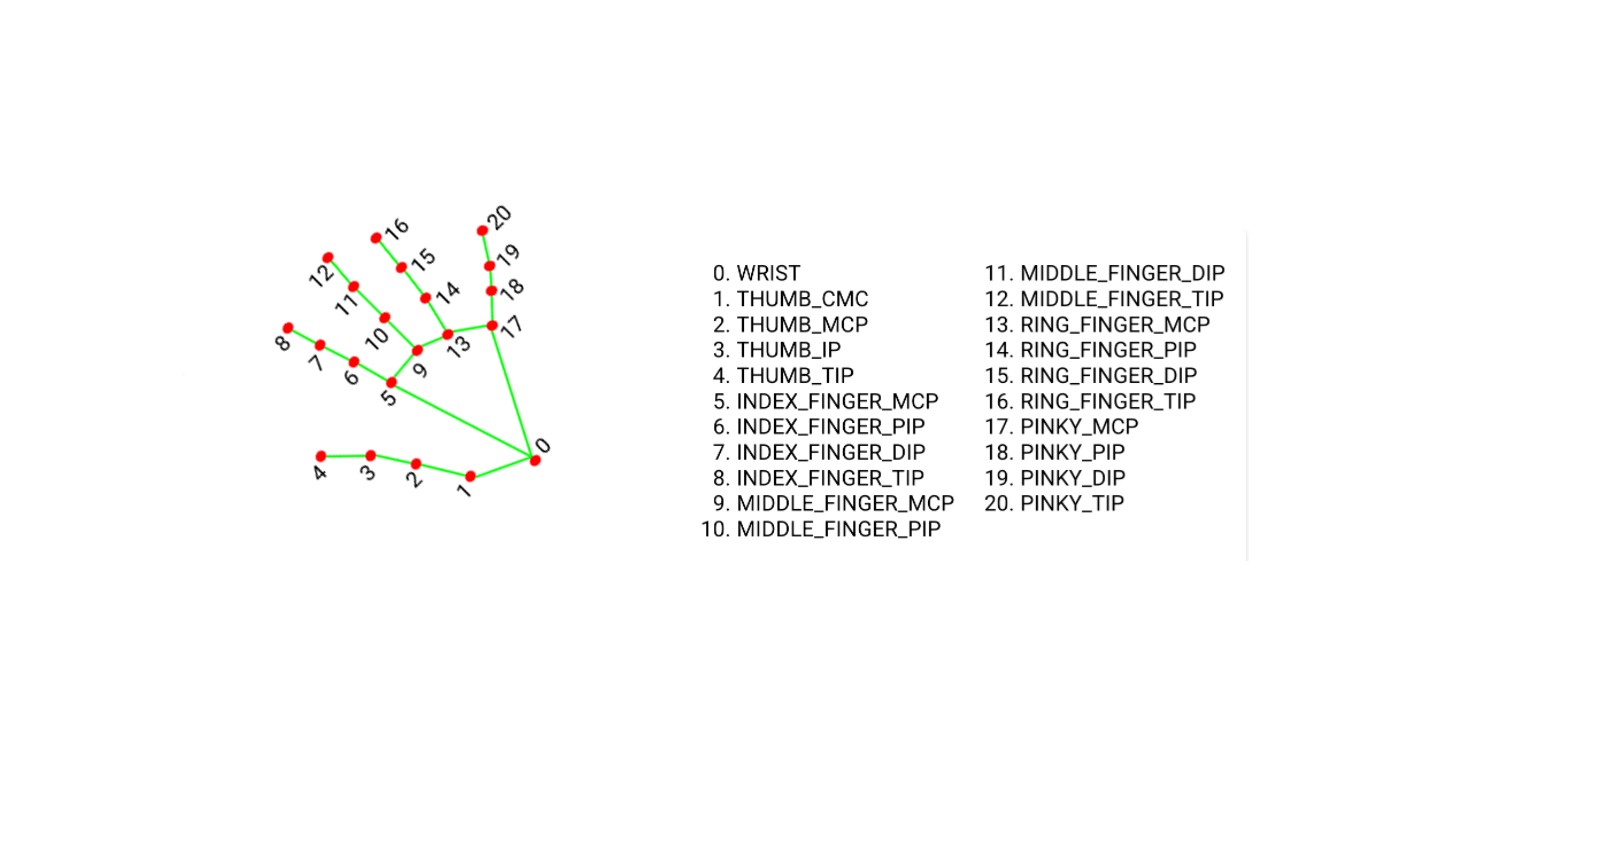 20
16
19
15
12
18
14
11
17
10
13
8
7
9
6
5
0
4
3
2
1
0. WRIST
1. THUMB_CMC
2. THUMB_MCP
3. THUMB_IP
4. THUMB_TIP
5. INDEX_FINGER_MCP
6. INDEX_FINGER_PIP
7. INDEX_FINGER_DIP
8. INDEX_FINGER_TIP
9. MIDDLE_FINGER_MCP
10. MIDDLE_FINGER_PIP
11. MIDDLE_FINGER_DIP
12. MIDDLE_FINGER_TIP
13. RING_FINGER_MCP
14. RING_FINGER_PIP
15. RING_FINGER_DIP
16. RING_FINGER_TIP
17. PINKY_MCP
18. PINKY_PIP
19. PINKY_DIP
20. PINKY_TIP